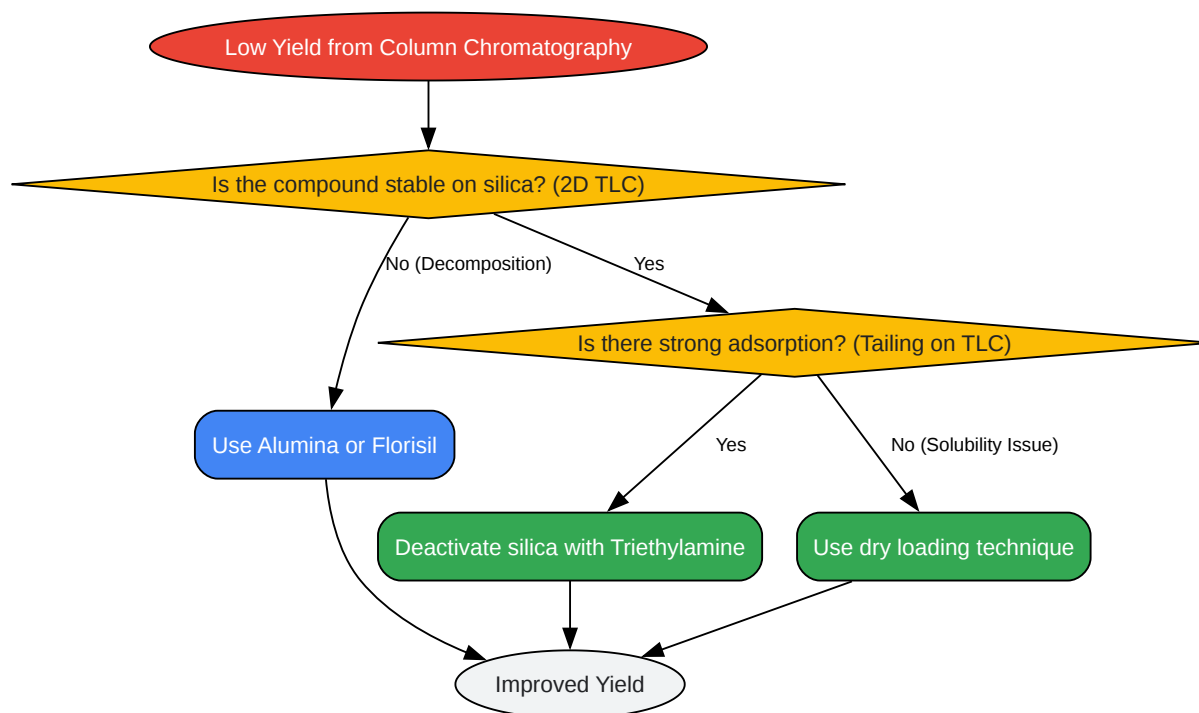 Low Yield from Column Chromatography
Is the compound stable on silica? (2D TLC)
No (Decomposition)
Yes
Is there strong adsorption? (Tailing on TLC)
Use Alumina or Florisil
Yes
No (Solubility Issue)
Deactivate silica with Triethylamine
Use dry loading technique
Improved Yield